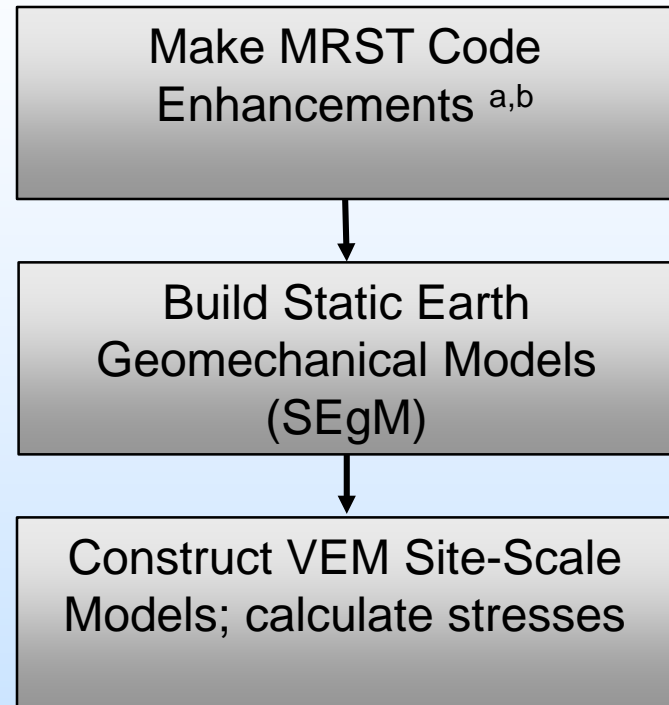 Make MRST Code
Enhancements a,b
Build Static Earth
Geomechanical Models
(SEgM)
Construct VEM Site-Scale
Models; calculate stresses